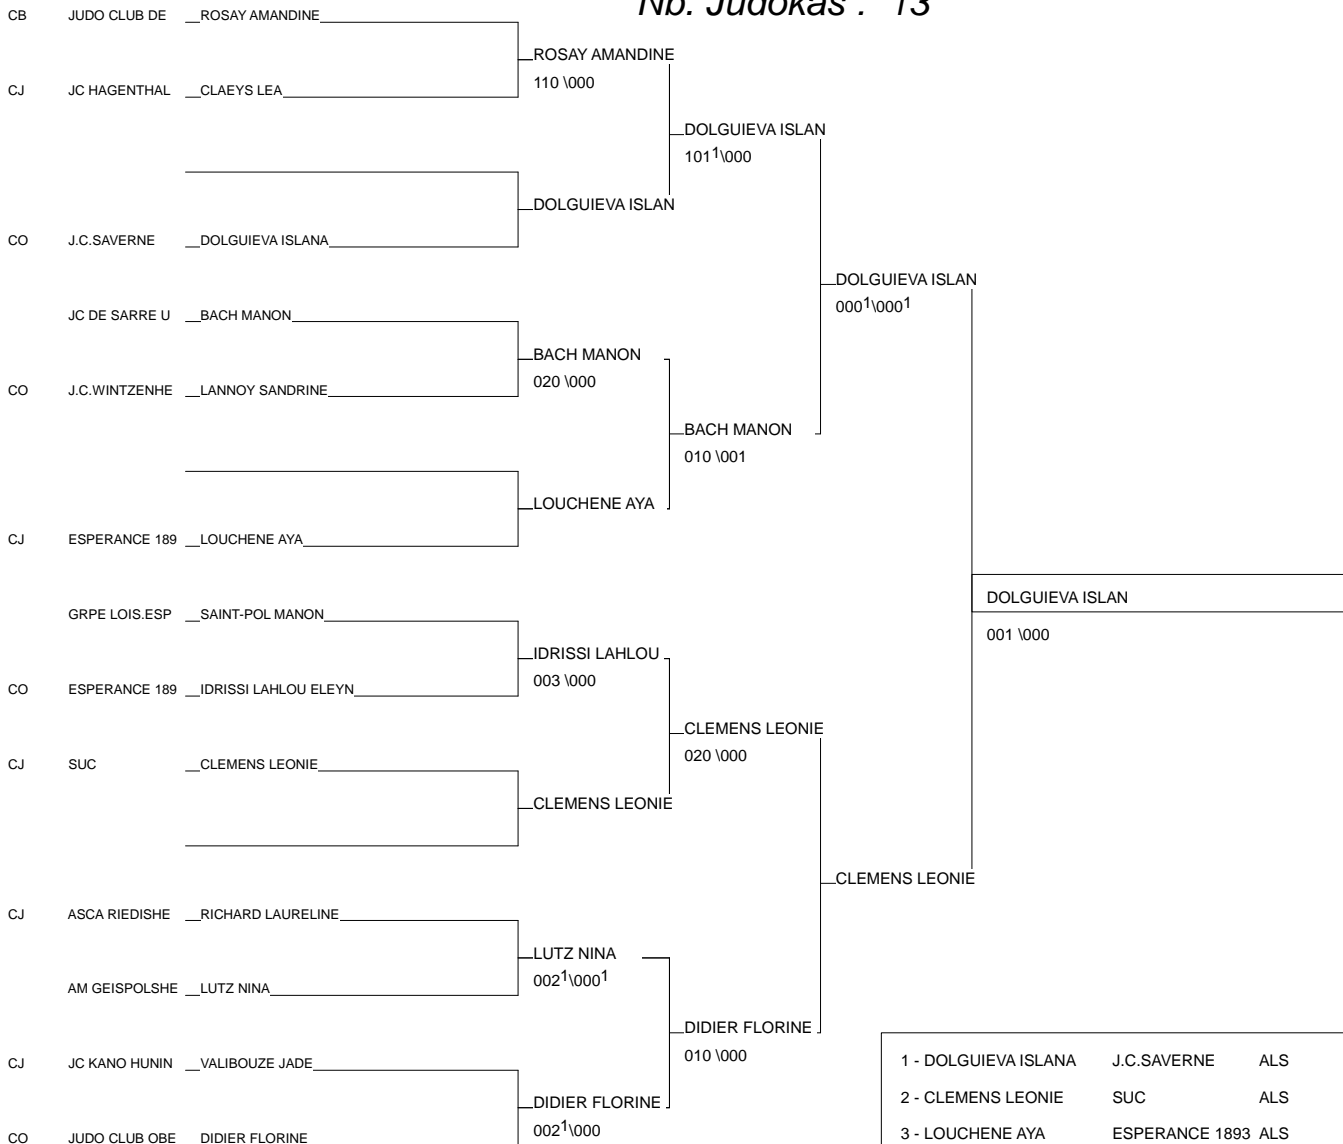 Nb. Judokas : 13
CB JUDO CLUB DE ROSAY AMANDINE
ROSAY AMANDINE
110 \000
CJ JC HAGENTHAL CLAEYS LEA
DOLGUIEVA ISLAN
101¹\000
DOLGUIEVA ISLAN
CO J.C.SAVERNE DOLGUIEVA ISLANA
DOLGUIEVA ISLAN
000¹\000¹
JC DE SARRE U BACH MANON
BACH MANON
020 \000
CO J.C.WINTZENHE LANNOY SANDRINE
BACH MANON
010 \001
LOUCHENE AYA
CJ ESPERANCE 189 LOUCHENE AYA
DOLGUIEVA ISLAN
001 \000
GRPE LOIS.ESP SAINT-POL MANON
IDRISSI LAHLOU
003 \000
CO ESPERANCE 189 IDRISSI LAHLOU ELEYN
CLEMENS LEONIE
020 \000
CJ SUC CLEMENS LEONIE
CLEMENS LEONIE
CLEMENS LEONIE
CJ ASCA RIEDISHE RICHARD LAURELINE
LUTZ NINA
002¹\000¹
AM GEISPOLSHE LUTZ NINA
DIDIER FLORINE
010 \000
CJ JC KANO HUNIN VALIBOUZE JADE
DIDIER FLORINE
002¹\000
CO JUDO CLUB OBE DIDIER FLORINE
1 - DOLGUIEVA ISLANA J.C.SAVERNE ALS
2 - CLEMENS LEONIE SUC ALS
3 - LOUCHENE AYA ESPERANCE 1893 ALS